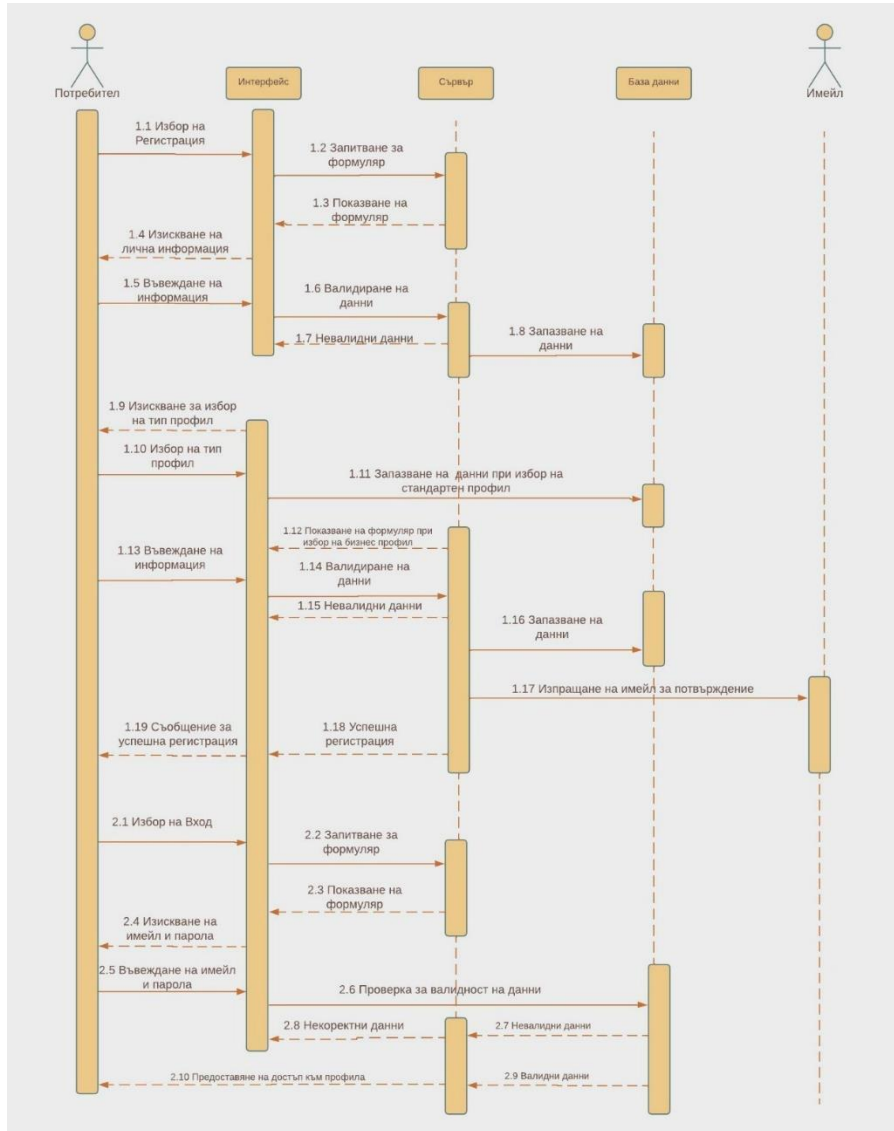 Потребител
Интерфейс
Сървър
База данни
Имейл
1.1 Избор на
Регистрация
1.2 Запитване за
формуляр
1.3 Показване на
формуляр
1.4 Изискване на
лична информация
1.5 Въвеждане на
информация
1.6 Валидиране на
данни
1.7 Невалидни данни
1.8 Запазване на
данни
1.9 Изискване за избор
на тип профил
1.10 Избор на тип
профил
1.11 Запазване на данни при избор на
стандартен профил
1.12 Показване на формуляр при
избор на бизнес профил
1.13 Въвеждане на
информация
1.14 Валидиране на
данни
1.15 Невалидни данни
1.16 Запазване на
данни
1.17 Изпращане на имейл за потвърждение
1.19 Съобщение за
успешна регистрация
1.18 Успешна
регистрация
2.1 Избор на Вход
2.2 Запитване за
формуляр
2.3 Показване на
формуляр
2.4 Изискване на
имейл и парола
2.5 Въвеждане на имейл
и парола
2.6 Проверка за валидност на данни
2.8 Некоректни данни
2.7 Невалидни данни
2.10 Предоставяне на достъп към профила
2.9 Валидни данни